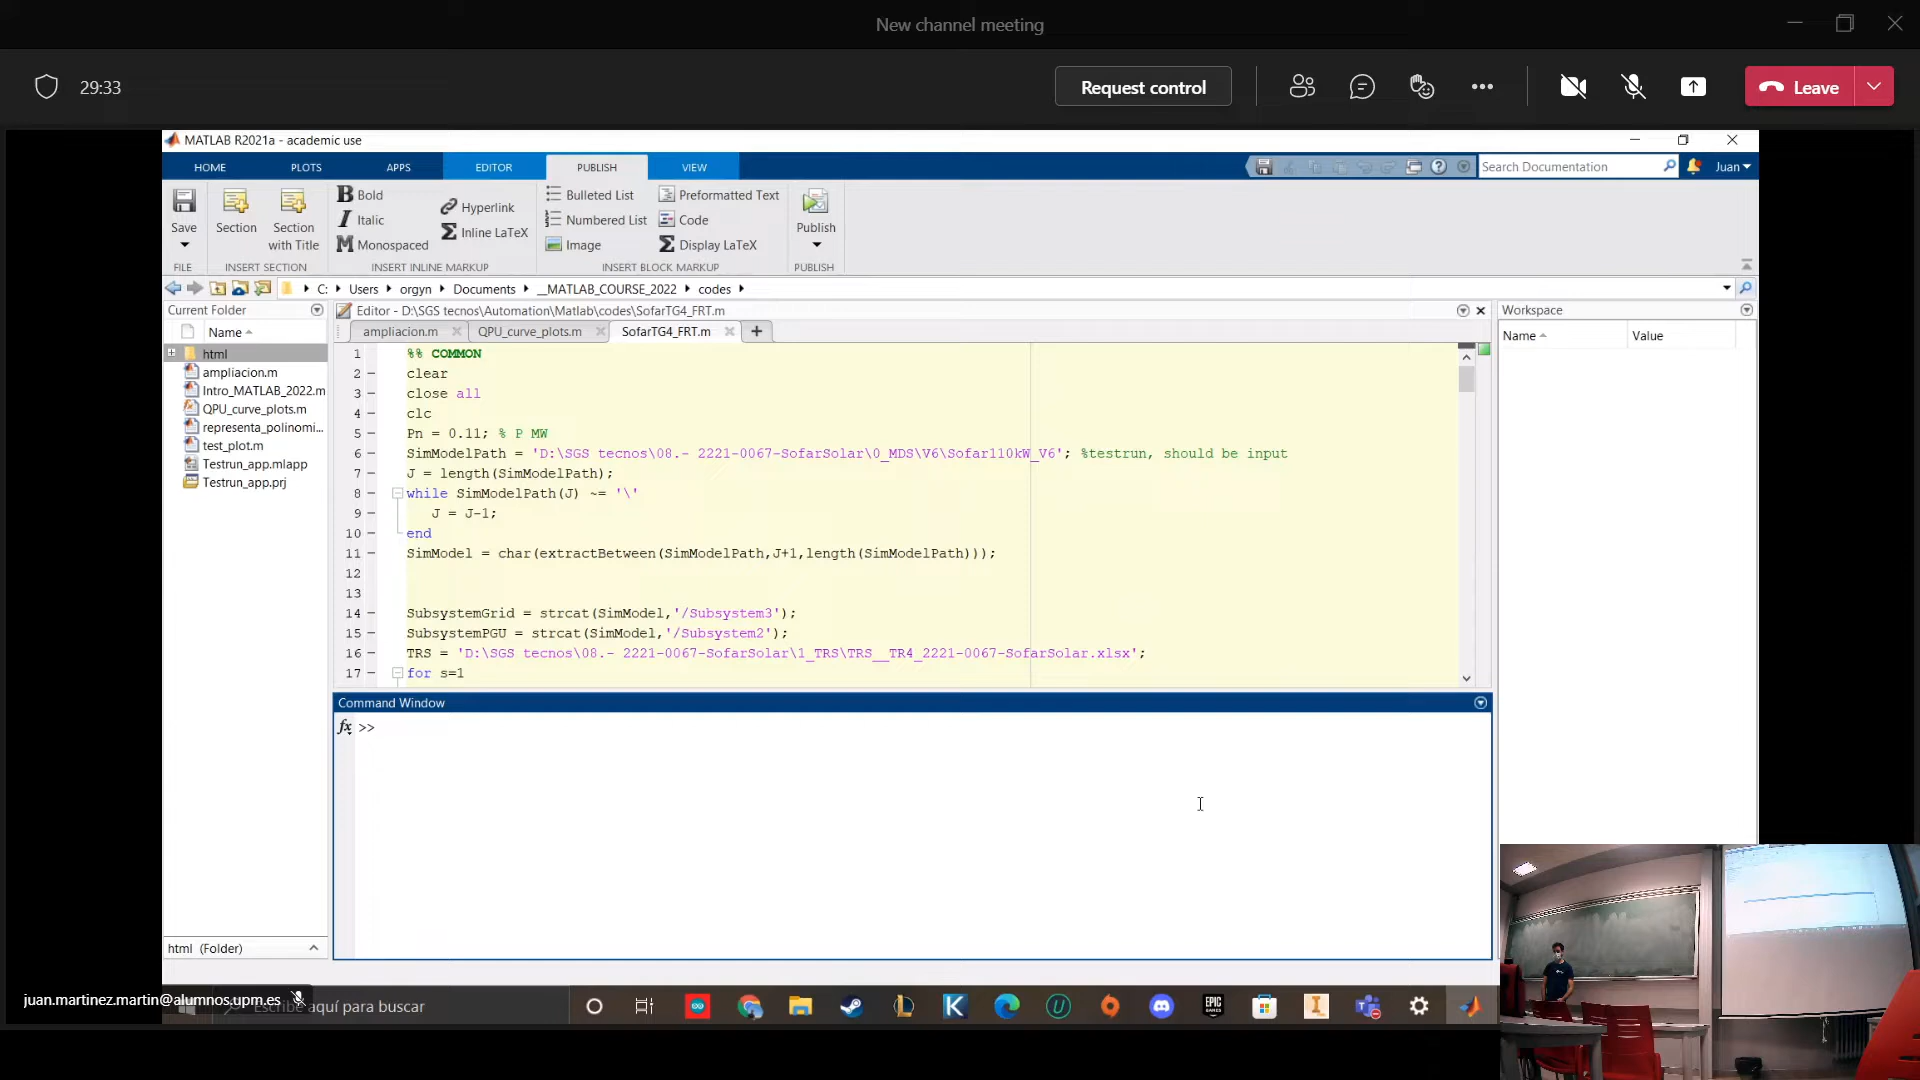 New channel meeting
29:33
Request control
Leave
MATLAB R2021a - academic use
HOME PLOTS APPS EDITOR PUBLISH VIEW
Search Documentation
Juan
Save
Section
Section with Title
Bold
Italic
Monospaced
Hyperlink
Inline LaTeX
Bulleted List
Numbered List
Image
Preformatted Text
Code
Display LaTeX
Publish
FILE INSERT SECTION INSERT INLINE MARKUP INSERT BLOCK MARKUP PUBLISH
C: Users orgyn Documents __MATLAB_COURSE_2022 codes
Current Folder
Name
html
ampliacion.m
Intro_MATLAB_2022.m
QPU_curve_plots.m
representa_polinomi...
test_plot.m
Testrun_app.mlapp
Testrun_app.prj
html (Folder)
Editor - D:\SGS tecnos\Automation\Matlab\codes\SofarTG4_FRT.m
ampliacion.m QPU_curve_plots.m SofarTG4_FRT.m
1 %% COMMON
2 clear
3 close all
4 clc
5 Pn = 0.11; % P MW
6 SimModelPath = 'D:\SGS tecnos\08.- 2221-0067-SofarSolar\0_MDS\V6\Sofar110kW_V6'; %testrun, should be input
7 J = length(SimModelPath);
8 while SimModelPath(J) ~= '\'
9 J = J-1;
10 end
11 SimModel = char(extractBetween(SimModelPath,J+1,length(SimModelPath)));
12
13
14 SubsystemGrid = strcat(SimModel,'/Subsystem3');
15 SubsystemPGU = strcat(SimModel,'/Subsystem2');
16 TRS = 'D:\SGS tecnos\08.- 2221-0067-SofarSolar\1_TRS\TRS__TR4_2221-0067-SofarSolar.xlsx';
17 for s=1
Command Window
fx >>
Workspace
Name Value
juan.martinez.martin@alumnos.upm.es
Escribe aquí para buscar
EPIC GAMES